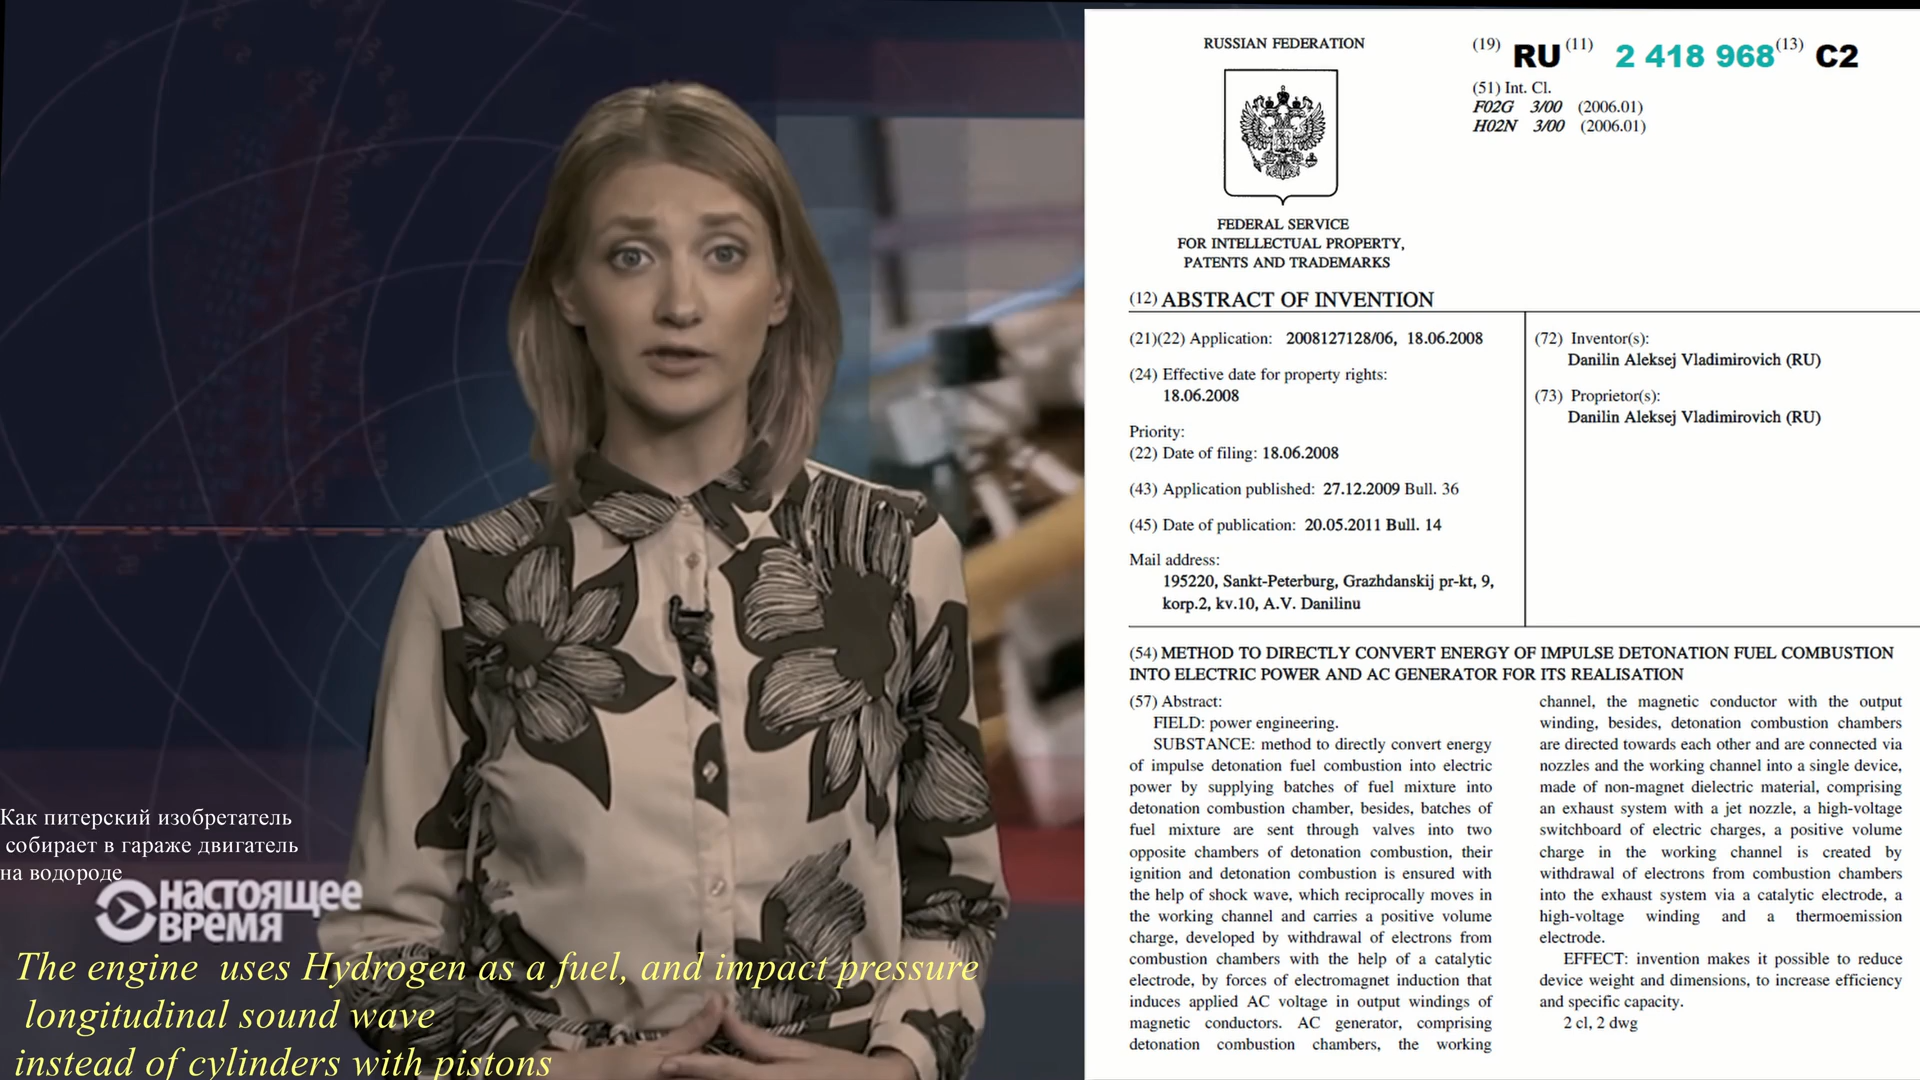 Как питерский изобретатель
собирает в гараже двигатель
на водороде
НАСТОЯЩЕЕ
ВРЕМЯ
The engine uses Hydrogen as a fuel, and impact pressure
longitudinal sound wave
instead of cylinders with pistons
RUSSIAN FEDERATION
(19) RU (11) 2 418 968 (13) C2
(51) Int. Cl.
F02G 3/00 (2006.01)
H02N 3/00 (2006.01)
FEDERAL SERVICE
FOR INTELLECTUAL PROPERTY,
PATENTS AND TRADEMARKS
(12) ABSTRACT OF INVENTION
(21)(22) Application: 2008127128/06, 18.06.2008
(24) Effective date for property rights:
18.06.2008
Priority:
(22) Date of filing: 18.06.2008
(43) Application published: 27.12.2009 Bull. 36
(45) Date of publication: 20.05.2011 Bull. 14
Mail address:
195220, Sankt-Peterburg, Grazhdanskij pr-kt, 9,
korp.2, kv.10, A.V. Danilinu
(72) Inventor(s):
Danilin Aleksej Vladimirovich (RU)
(73) Proprietor(s):
Danilin Aleksej Vladimirovich (RU)
(54) METHOD TO DIRECTLY CONVERT ENERGY OF IMPULSE DETONATION FUEL COMBUSTION
INTO ELECTRIC POWER AND AC GENERATOR FOR ITS REALISATION
(57) Abstract:
FIELD: power engineering.
SUBSTANCE: method to directly convert energy
of impulse detonation fuel combustion into electric
power by supplying batches of fuel mixture into
detonation combustion chamber, besides, batches of
fuel mixture are sent through valves into two
opposite chambers of detonation combustion, their
ignition and detonation combustion is ensured with
the help of shock wave, which reciprocally moves in
the working channel and carries a positive volume
charge, developed by withdrawal of electrons from
combustion chambers with the help of a catalytic
electrode, by forces of electromagnet induction that
induces applied AC voltage in output windings of
magnetic conductors. AC generator, comprising
detonation combustion chambers, the working
channel, the magnetic conductor with the output
winding, besides, detonation combustion chambers
are directed towards each other and are connected via
nozzles and the working channel into a single device,
made of non-magnet dielectric material, comprising
an exhaust system with a jet nozzle, a high-voltage
switchboard of electric charges, a positive volume
charge in the working channel is created by
withdrawal of electrons from combustion chambers
into the exhaust system via a catalytic electrode, a
high-voltage winding and a thermoemission
electrode.
EFFECT: invention makes it possible to reduce
device weight and dimensions, to increase efficiency
and specific capacity.
2 cl, 2 dwg